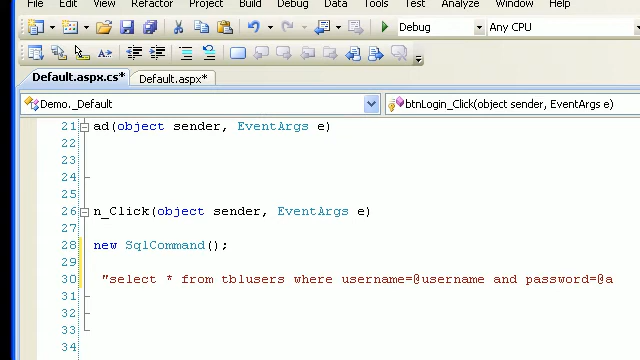 File Edit View Refactor Project Build Debug Data Tools Test Analyze Window Help
Debug Any CPU
Default.aspx.cs* Default.aspx*
Demo._Default btnLogin_Click(object sender, EventArgs e)
21 ad(object sender, EventArgs e)
22
23
24
25
26 n_Click(object sender, EventArgs e)
27
28 new SqlCommand();
29
30 "select * from tblusers where username=@username and password=@a
31
32
33
34